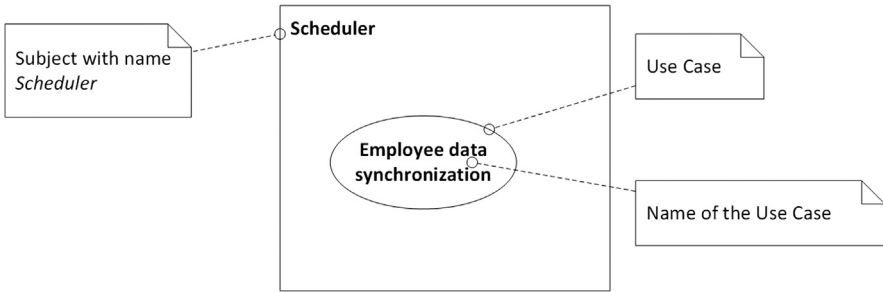 Scheduler
Subject with name
Scheduler
Use Case
Employee data
synchronization
Name of the Use Case